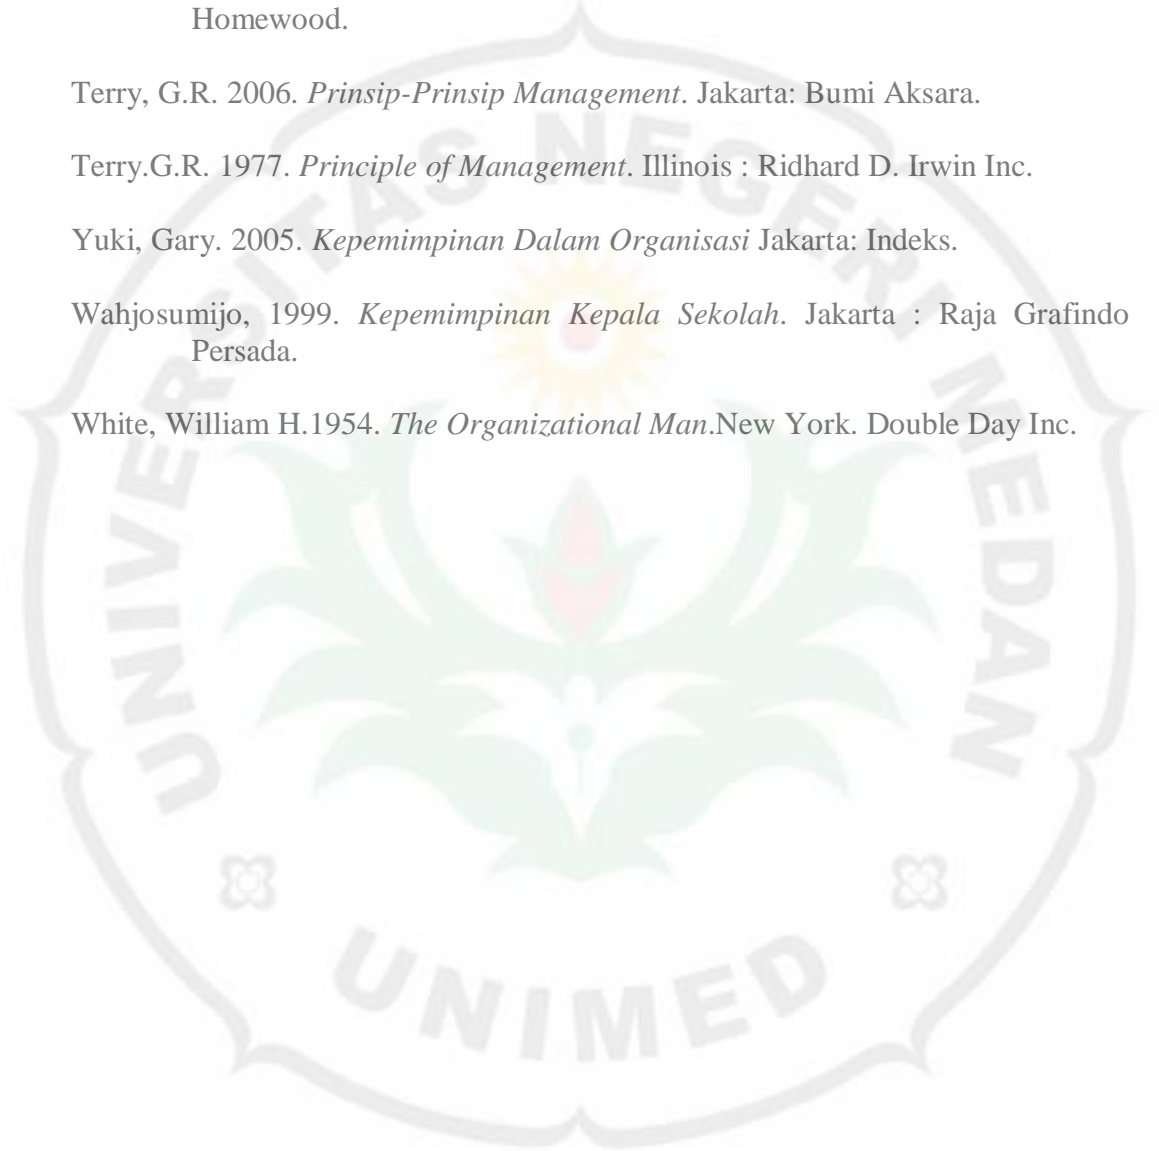 Homewood.
Terry, G.R. 2006. Prinsip-Prinsip Management. Jakarta: Bumi Aksara.
Terry.G.R. 1977. Principle of Management. Illinois : Ridhard D. Irwin Inc.
Yuki, Gary. 2005. Kepemimpinan Dalam Organisasi Jakarta: Indeks.
Wahjosumijo, 1999. Kepemimpinan Kepala Sekolah. Jakarta : Raja Grafindo
Persada.
White, William H.1954. The Organizational Man.New York. Double Day Inc.
UNIVERSITAS NEGERI MEDAN
UNIMED